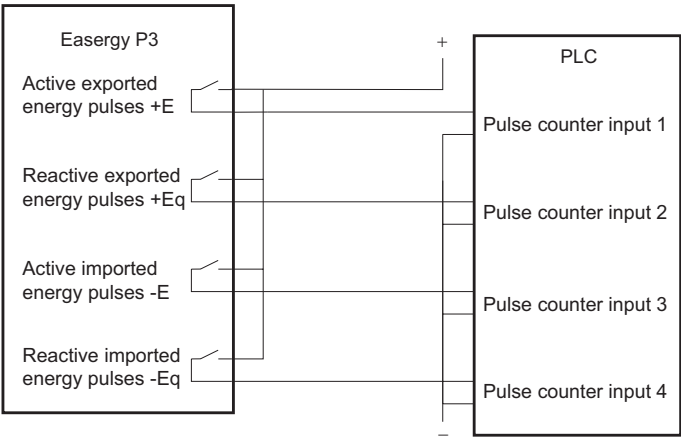 Easergy P3
+
PLC
Active exported
energy pulses +E
Pulse counter input 1
Reactive exported
energy pulses +Eq
Pulse counter input 2
Active imported
energy pulses -E
Pulse counter input 3
Reactive imported
energy pulses -Eq
Pulse counter input 4
–